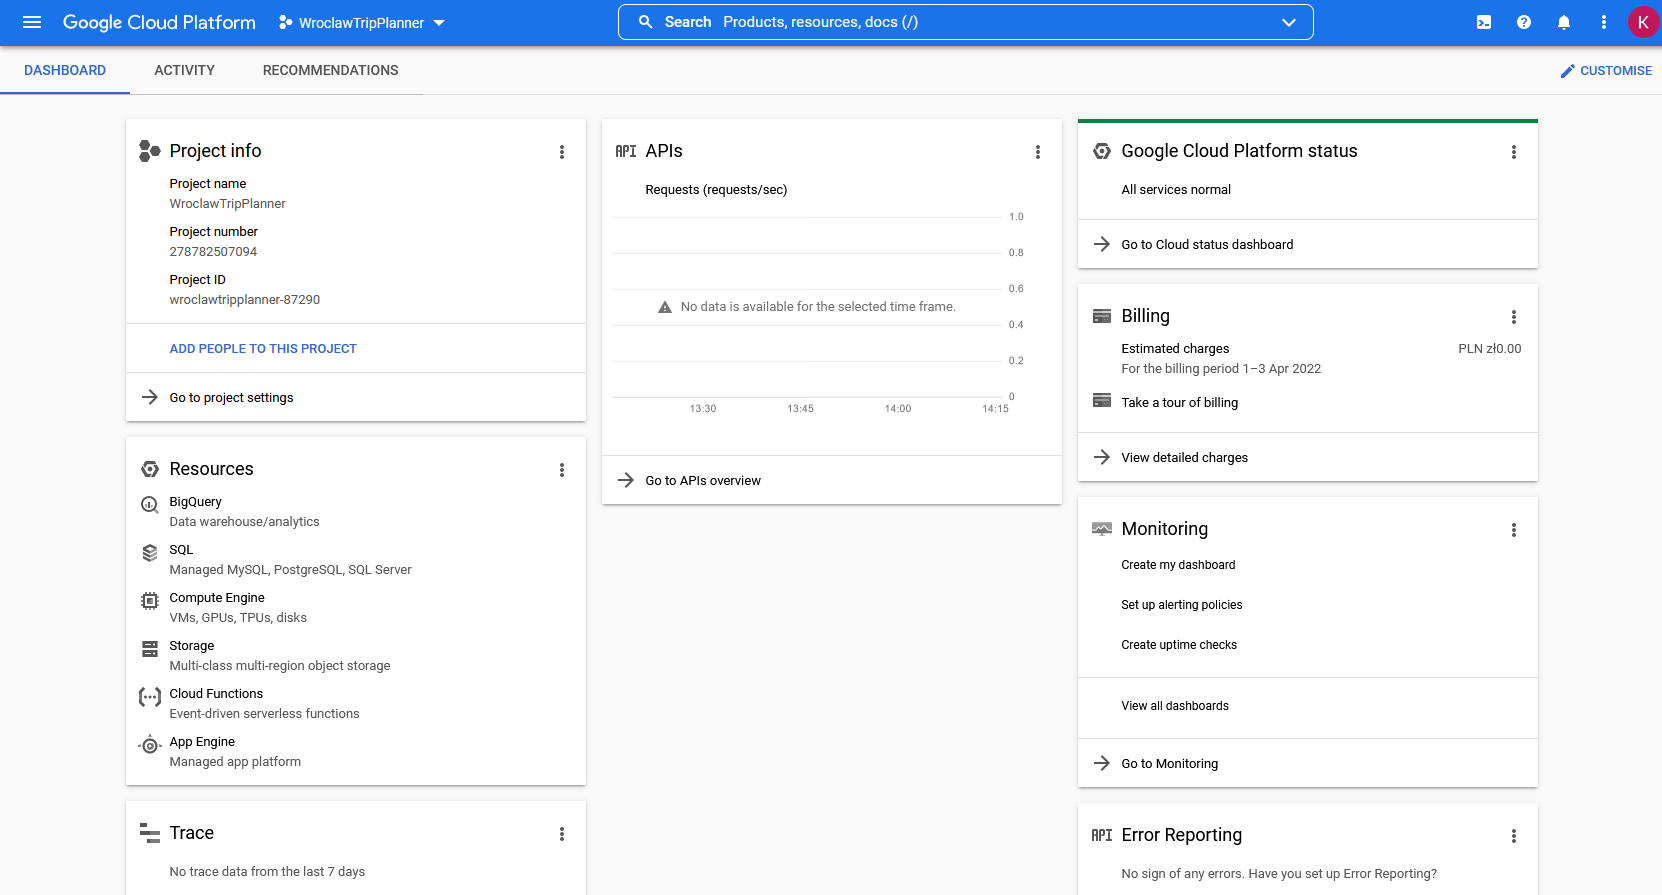 Google Cloud Platform
WroclawTripPlanner
Search Products, resources, docs (/)
K
DASHBOARD
ACTIVITY
RECOMMENDATIONS
CUSTOMISE
Project info
Project name
WroclawTripPlanner
Project number
278782507094
Project ID
wroclawtripplanner-87290
ADD PEOPLE TO THIS PROJECT
Go to project settings
Resources
BigQuery
Data warehouse/analytics
SQL
Managed MySQL, PostgreSQL, SQL Server
Compute Engine
VMs, GPUs, TPUs, disks
Storage
Multi-class multi-region object storage
Cloud Functions
Event-driven serverless functions
App Engine
Managed app platform
Trace
No trace data from the last 7 days
API APIs
Requests (requests/sec)
1.0
0.8
0.6
No data is available for the selected time frame.
0.4
0.2
0
13:30 13:45 14:00 14:15
Go to APIs overview
Google Cloud Platform status
All services normal
Go to Cloud status dashboard
Billing
Estimated charges PLN zł0.00
For the billing period 1–3 Apr 2022
Take a tour of billing
View detailed charges
Monitoring
Create my dashboard
Set up alerting policies
Create uptime checks
View all dashboards
Go to Monitoring
API Error Reporting
No sign of any errors. Have you set up Error Reporting?